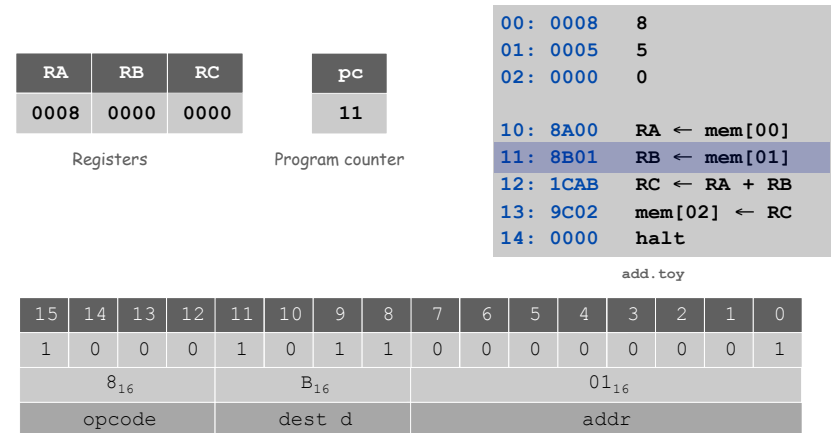 RA RB RC
0008 0000 0000
Registers
pc
11
Program counter
00: 0008 8
01: 0005 5
02: 0000 0
10: 8A00 RA ← mem[00]
11: 8B01 RB ← mem[01]
12: 1CAB RC ← RA + RB
13: 9C02 mem[02] ← RC
14: 0000 halt
add.toy
15 14 13 12 11 10 9 8 7 6 5 4 3 2 1 0
1 0 0 0 1 0 1 1 0 0 0 0 0 0 0 1
8₁₆ B₁₆ 01₁₆
opcode dest d addr